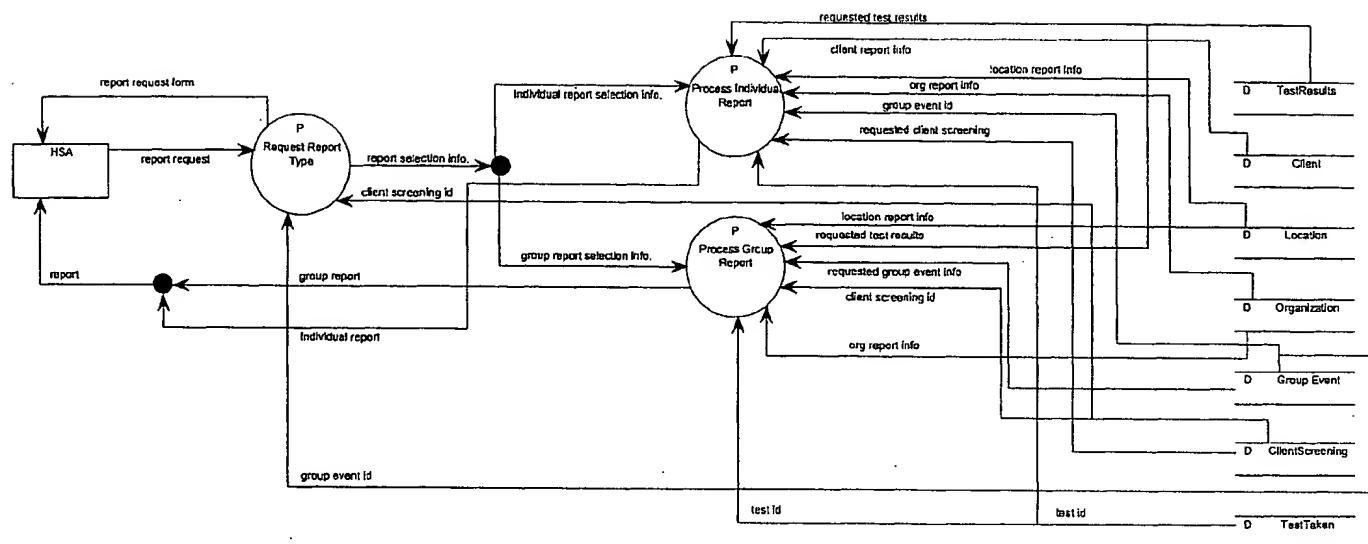 requested test results
client report info
location report info
org report info
group event id
requested client screening
P
Process Individual
Report
individual report selection info.
report request form
HSA
report request
P
Request Report
Type
report selection info.
client screening id
location report info
requested test results
P
Process Group
Report
requested group event info
client screening id
group report selection info.
report
group report
individual report
org report info
group event id
test id
test id
D TestResults
D Client
D Location
D Organization
D Group Event
D ClientScreening
D TestTaken